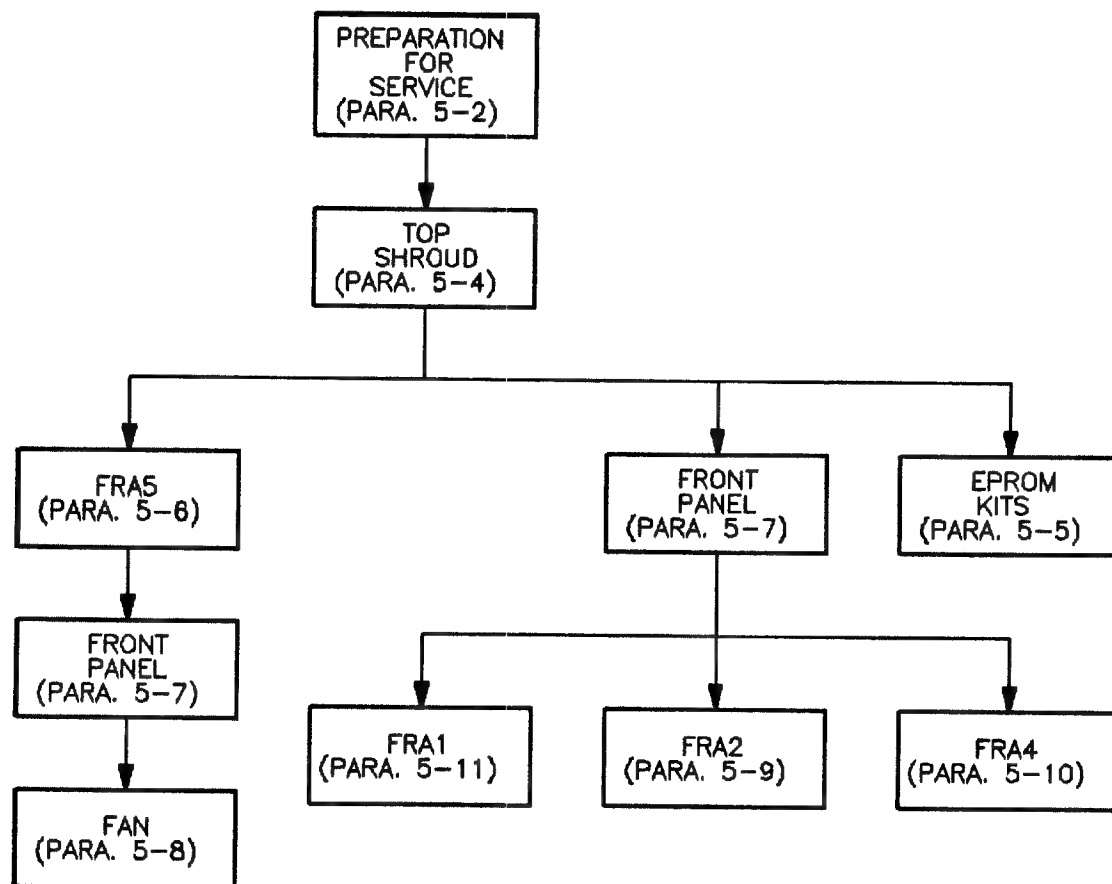 PREPARATION
FOR
SERVICE
(PARA. 5-2)
TOP
SHROUD
(PARA. 5-4)
FRA5
(PARA. 5-6)
FRONT
PANEL
(PARA. 5-7)
EPROM
KITS
(PARA. 5-5)
FRONT
PANEL
(PARA. 5-7)
FRA1
(PARA. 5-11)
FRA2
(PARA. 5-9)
FRA4
(PARA. 5-10)
FAN
(PARA. 5-8)